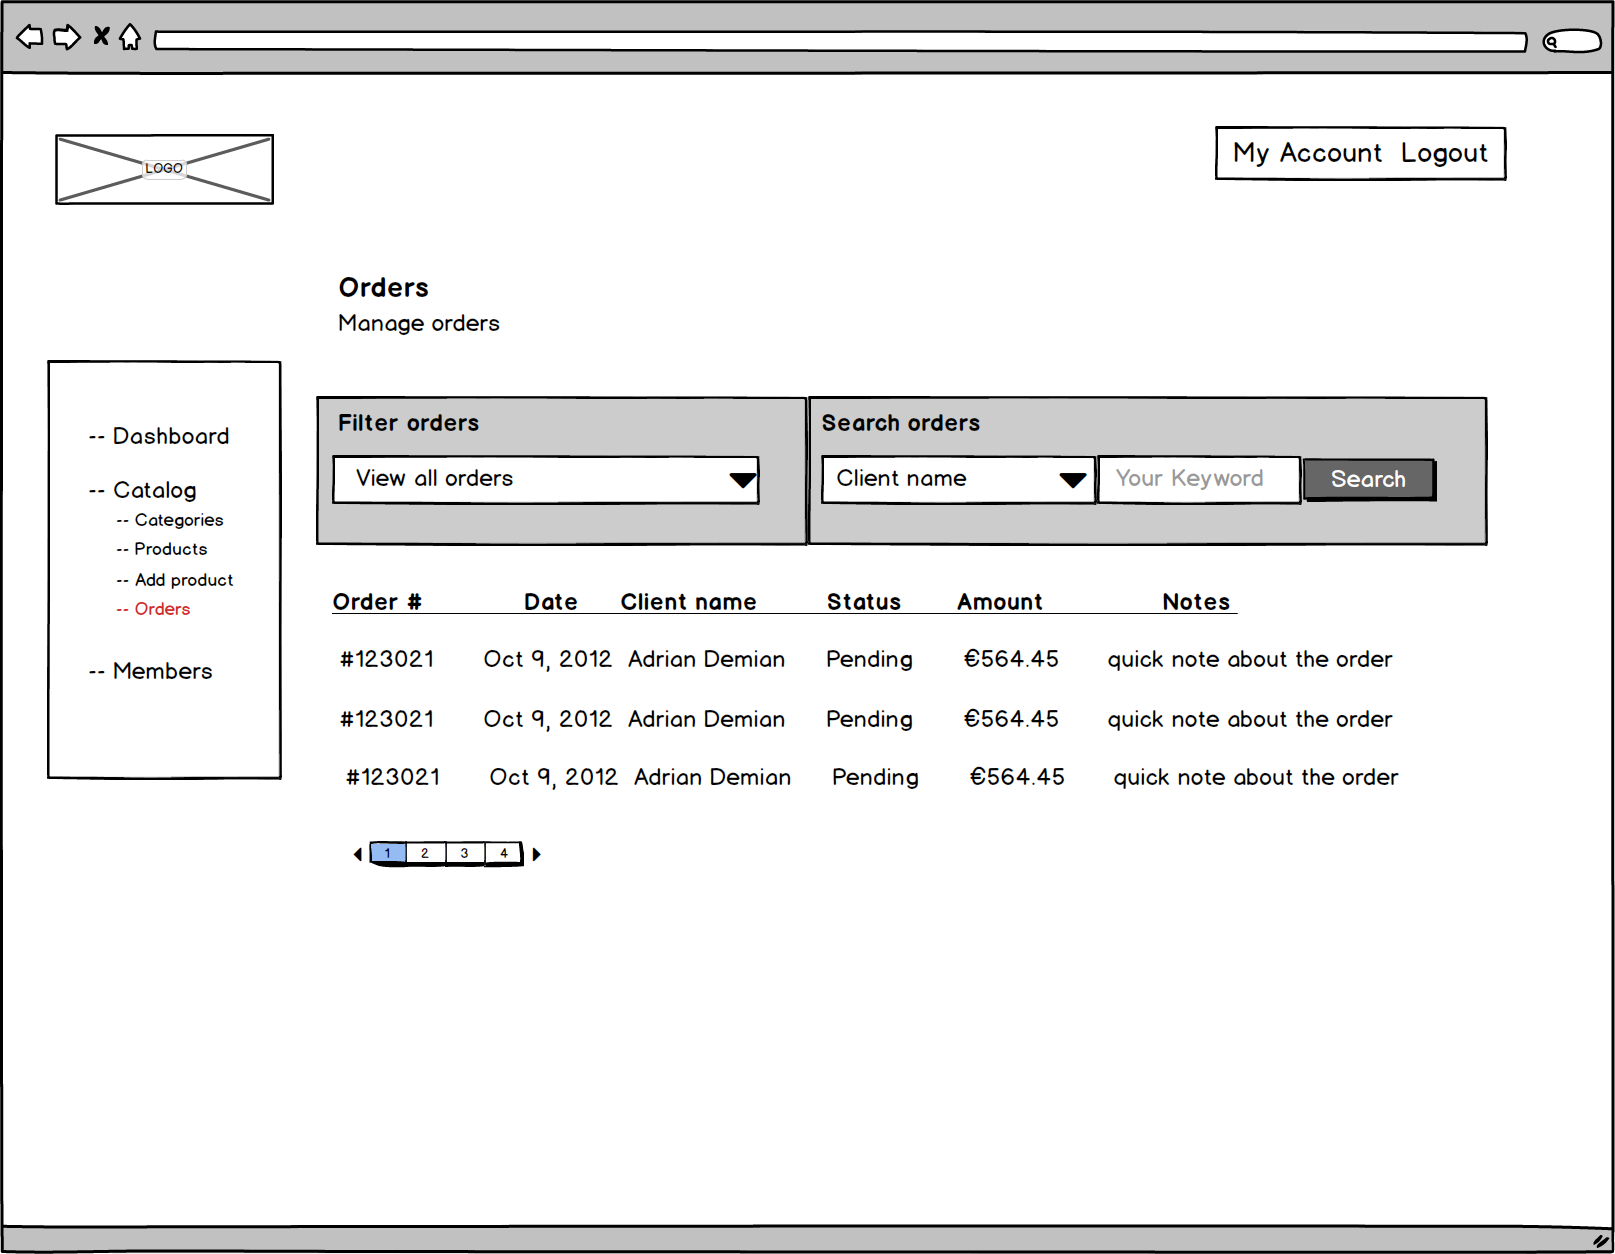 LOGO
My Account Logout
Orders
Manage orders
-- Dashboard
-- Catalog
-- Categories
-- Products
-- Add product
-- Orders
-- Members
Filter orders
View all orders
Search orders
Client name
Your Keyword
Search
Order # Date Client name Status Amount Notes
#123021 Oct 9, 2012 Adrian Demian Pending €564.45 quick note about the order
#123021 Oct 9, 2012 Adrian Demian Pending €564.45 quick note about the order
#123021 Oct 9, 2012 Adrian Demian Pending €564.45 quick note about the order
1 2 3 4